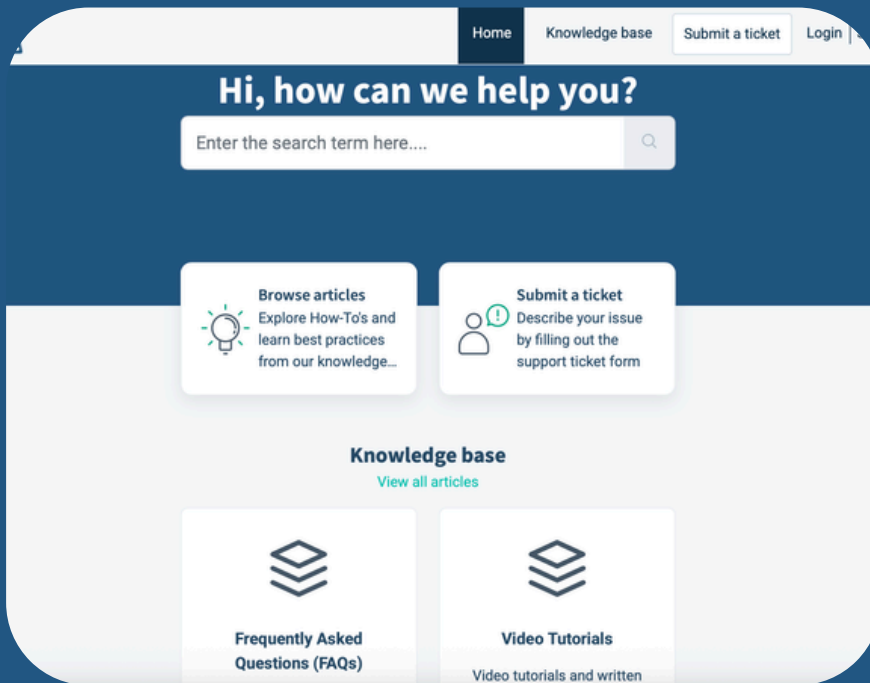 Home Knowledge base Submit a ticket Login |
Hi, how can we help you?
Enter the search term here....
Browse articles
Explore How-To's and
learn best practices
from our knowledge...
Submit a ticket
Describe your issue
by filling out the
support ticket form
Knowledge base
View all articles
Frequently Asked
Questions (FAQs)
Video Tutorials
Video tutorials and written